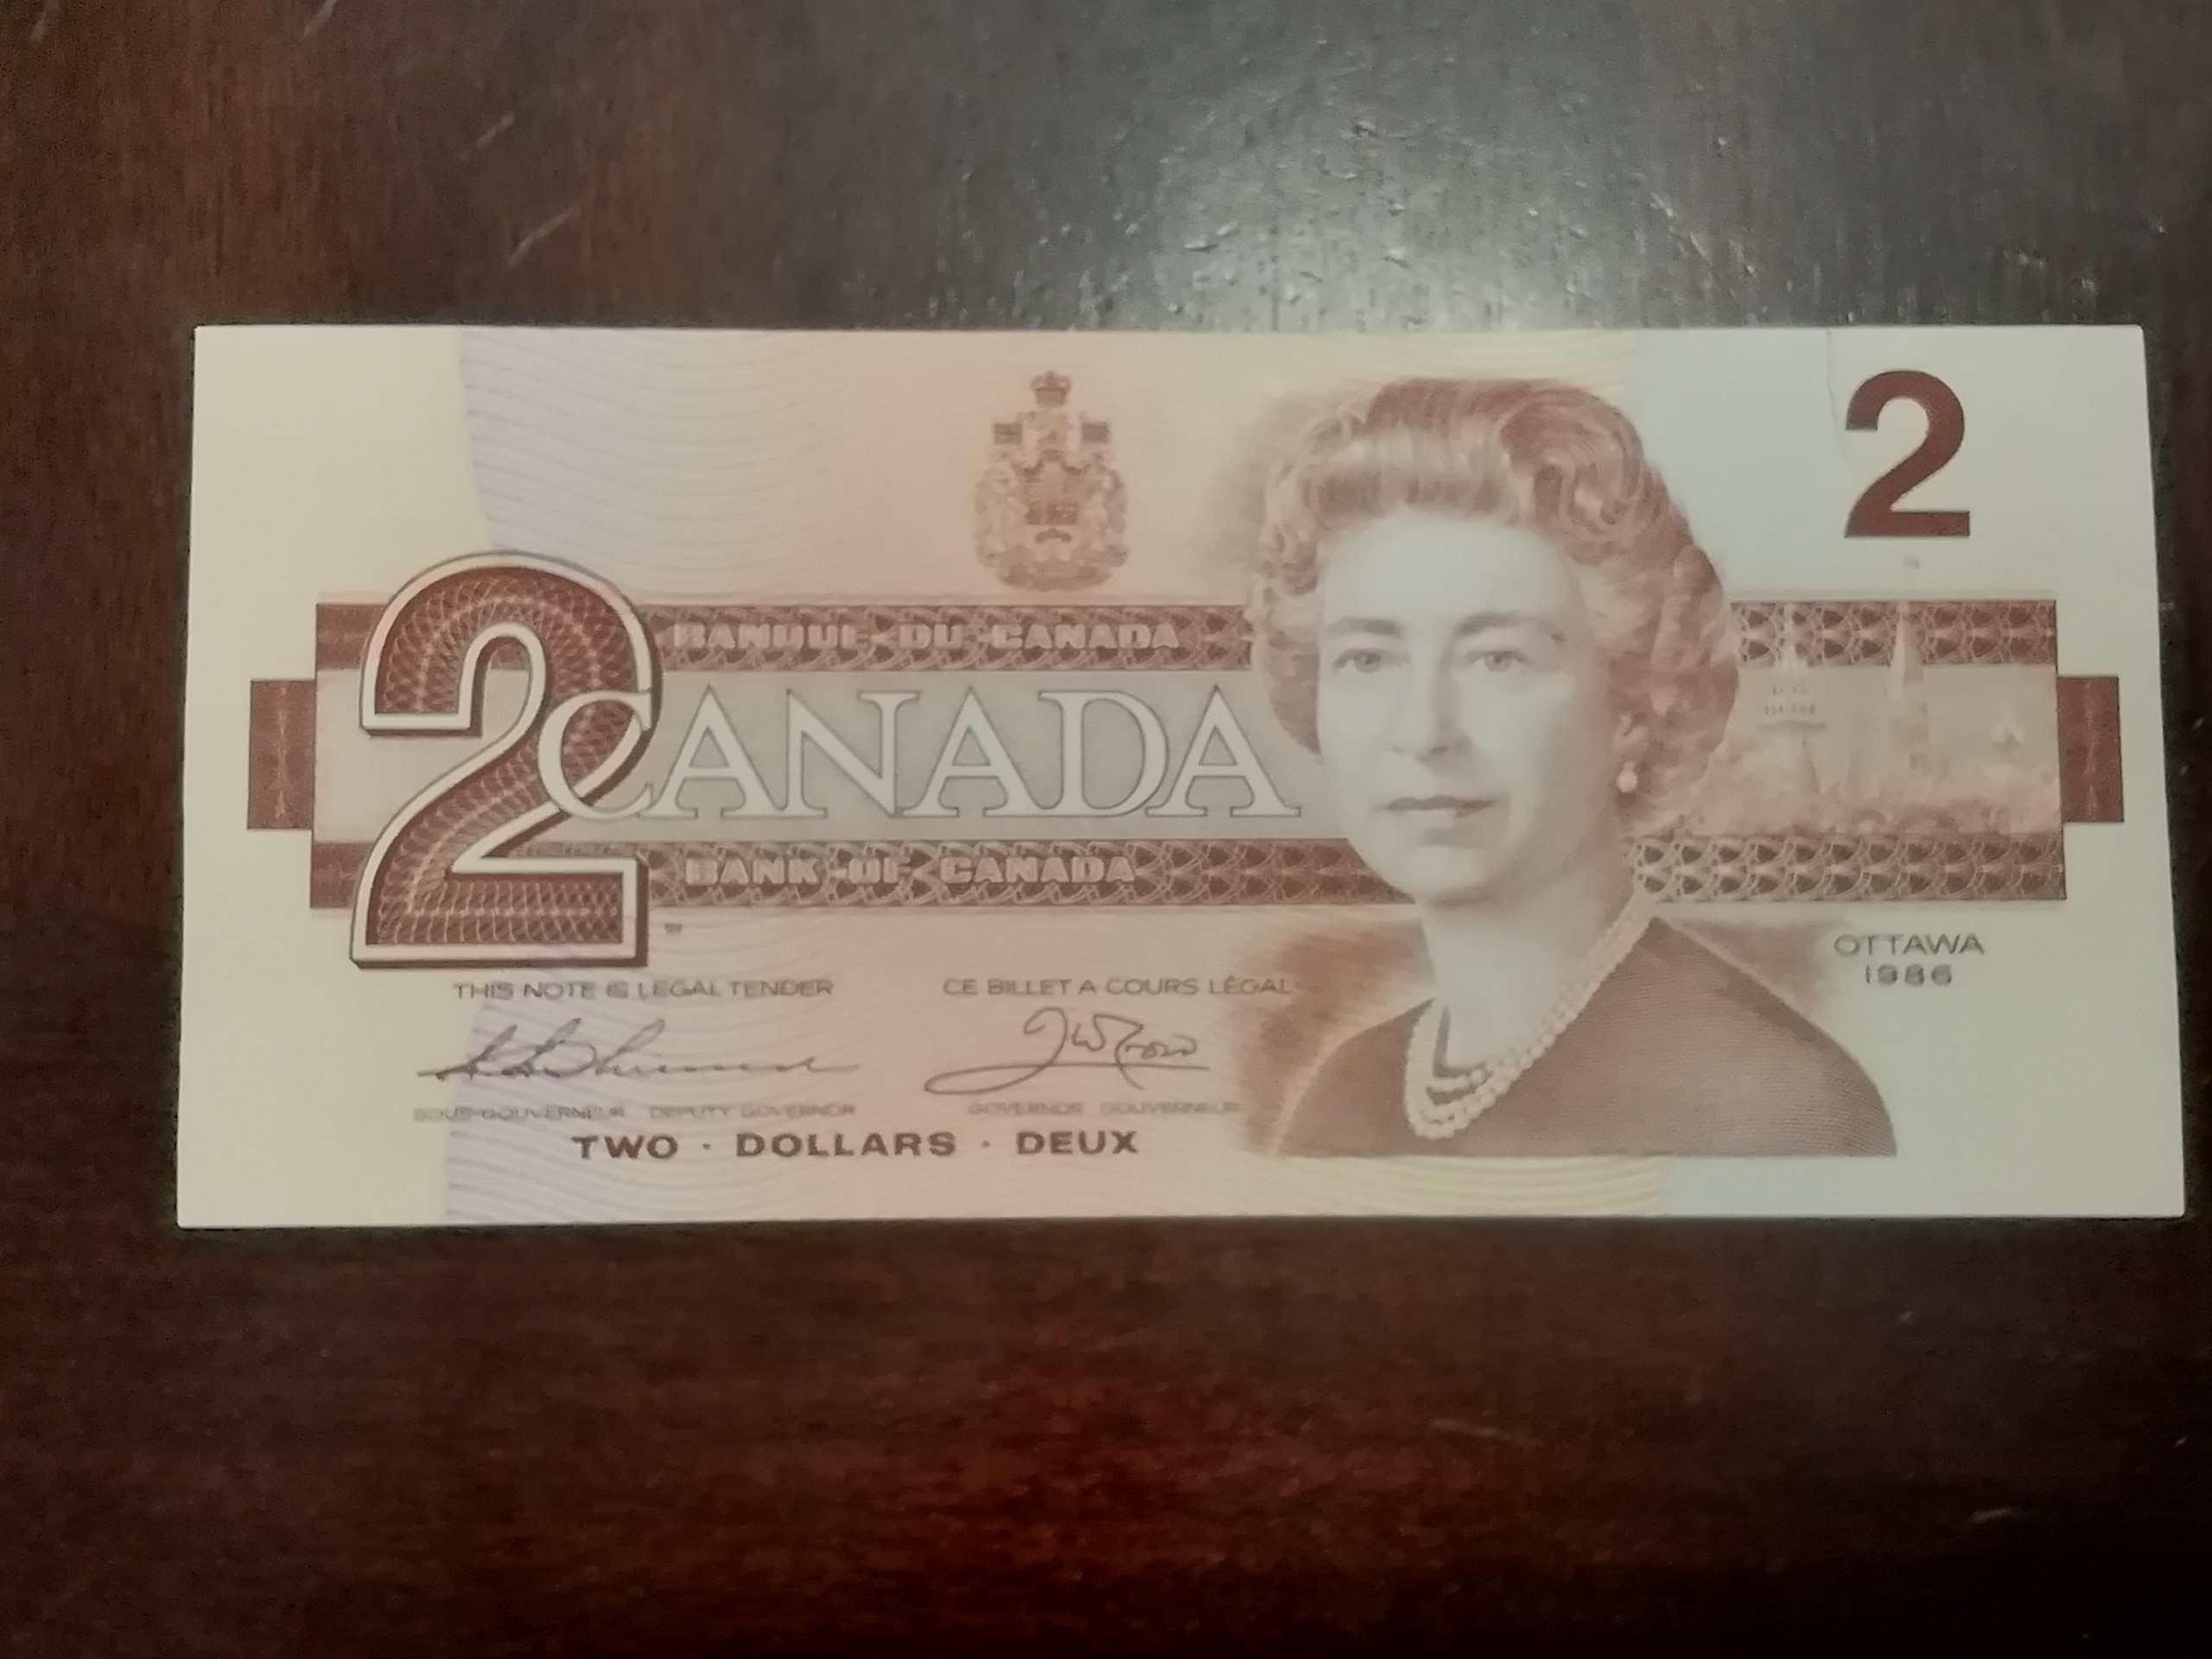 2
BANQUE DU CANADA
2 CANADA
BANK OF CANADA
OTTAWA
1986
THIS NOTE IS LEGAL TENDER CE BILLET A COURS LÉGAL
SOUS-GOUVERNEUR DEPUTY GOVERNOR GOVERNOR GOUVERNEUR
TWO · DOLLARS · DEUX